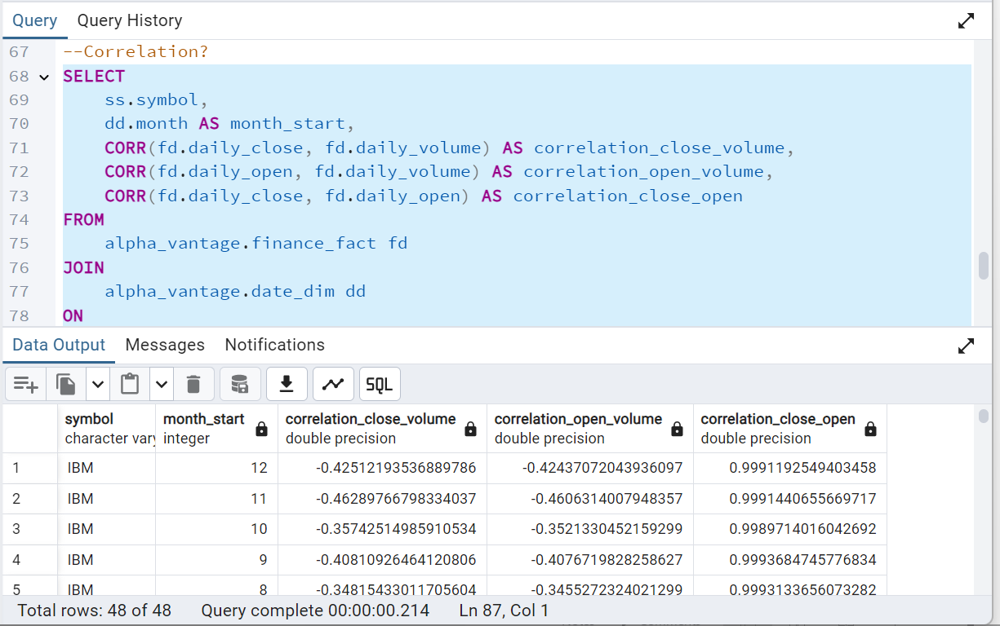 Query Query History
67 --Correlation?
68 SELECT
69 ss.symbol,
70 dd.month AS month_start,
71 CORR(fd.daily_close, fd.daily_volume) AS correlation_close_volume,
72 CORR(fd.daily_open, fd.daily_volume) AS correlation_open_volume,
73 CORR(fd.daily_close, fd.daily_open) AS correlation_close_open
74 FROM
75 alpha_vantage.finance_fact fd
76 JOIN
77 alpha_vantage.date_dim dd
78 ON
Data Output Messages Notifications
SQL
symbol month_start correlation_close_volume correlation_open_volume correlation_close_open
character vary integer double precision double precision double precision
1 IBM 12 -0.42512193536889786 -0.42437072043936097 0.9991192549403458
2 IBM 11 -0.46289766798334037 -0.4606314007948357 0.9991440655669717
3 IBM 10 -0.35742514985910534 -0.3521330452159299 0.9989714016042692
4 IBM 9 -0.40810926464120806 -0.4076719828258627 0.9993684745776834
5 IBM 8 -0.34815433011705604 -0.34552723240212​99 0.9993133656073282
Total rows: 48 of 48 Query complete 00:00:00.214 Ln 87, Col 1